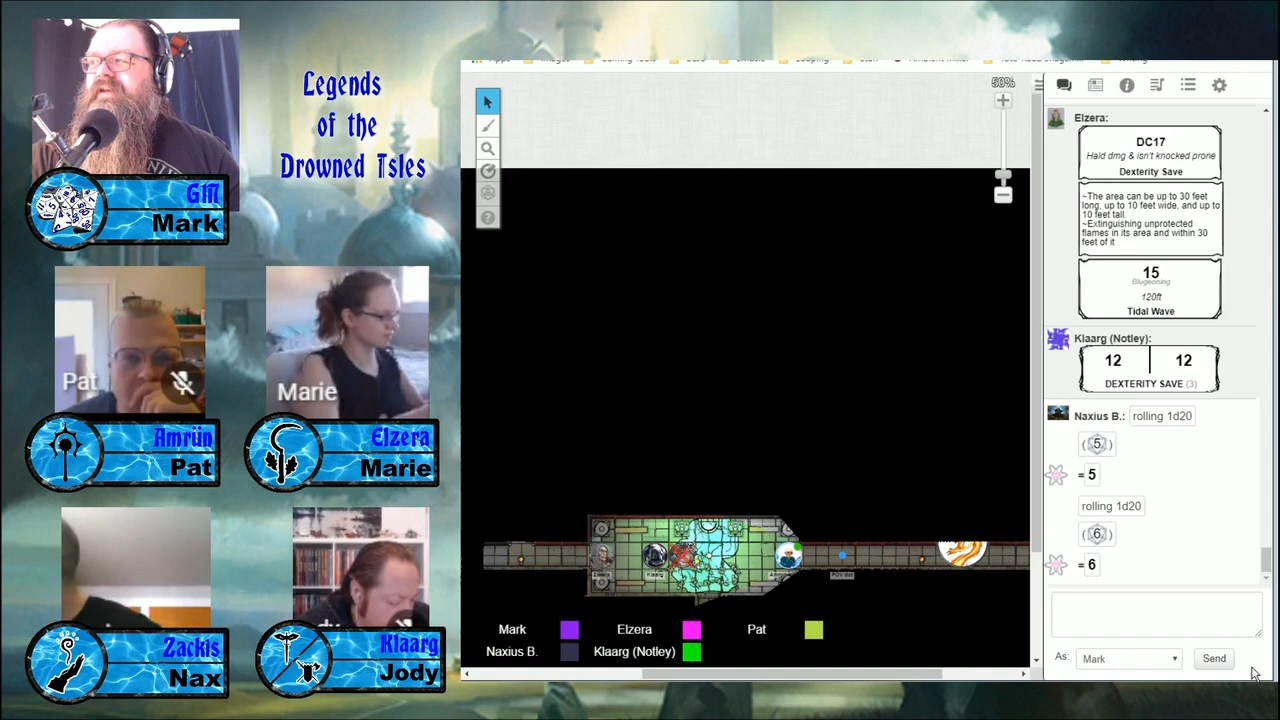 Legends
of the
Drowned Isles
GM
Mark
Pat
Amrün
Pat
Marie
Elzera
Marie
Zackis
Nax
Klaarg
Jody
50%
Klaarg
Mark
Elzera
Pat
Naxius B.
Klaarg (Notley)
Elzera:
DC17
Hald dmg & isn't knocked prone
Dexterity Save
~The area can be up to 30 feet
long, up to 10 feet wide, and up to
10 feet tall.
~Extinguishing unprotected
flames in its area and within 30
feet of it
15
Blugeoning
120ft
Tidal Wave
Klaarg (Notley):
12 12
DEXTERITY SAVE (3)
Naxius B.: rolling 1d20
(5)
= 5
rolling 1d20
(6)
= 6
As: Mark Send